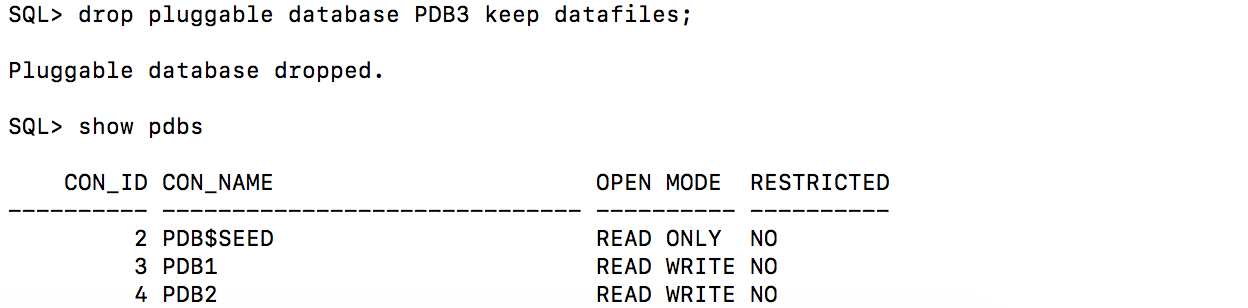 SQL> drop pluggable database PDB3 keep datafiles;
Pluggable database dropped.
SQL> show pdbs
    CON_ID CON_NAME                       OPEN MODE  RESTRICTED
---------- ------------------------------ ---------- ----------
         2 PDB$SEED                       READ ONLY  NO
         3 PDB1                           READ WRITE NO
         4 PDB2                           READ WRITE NO